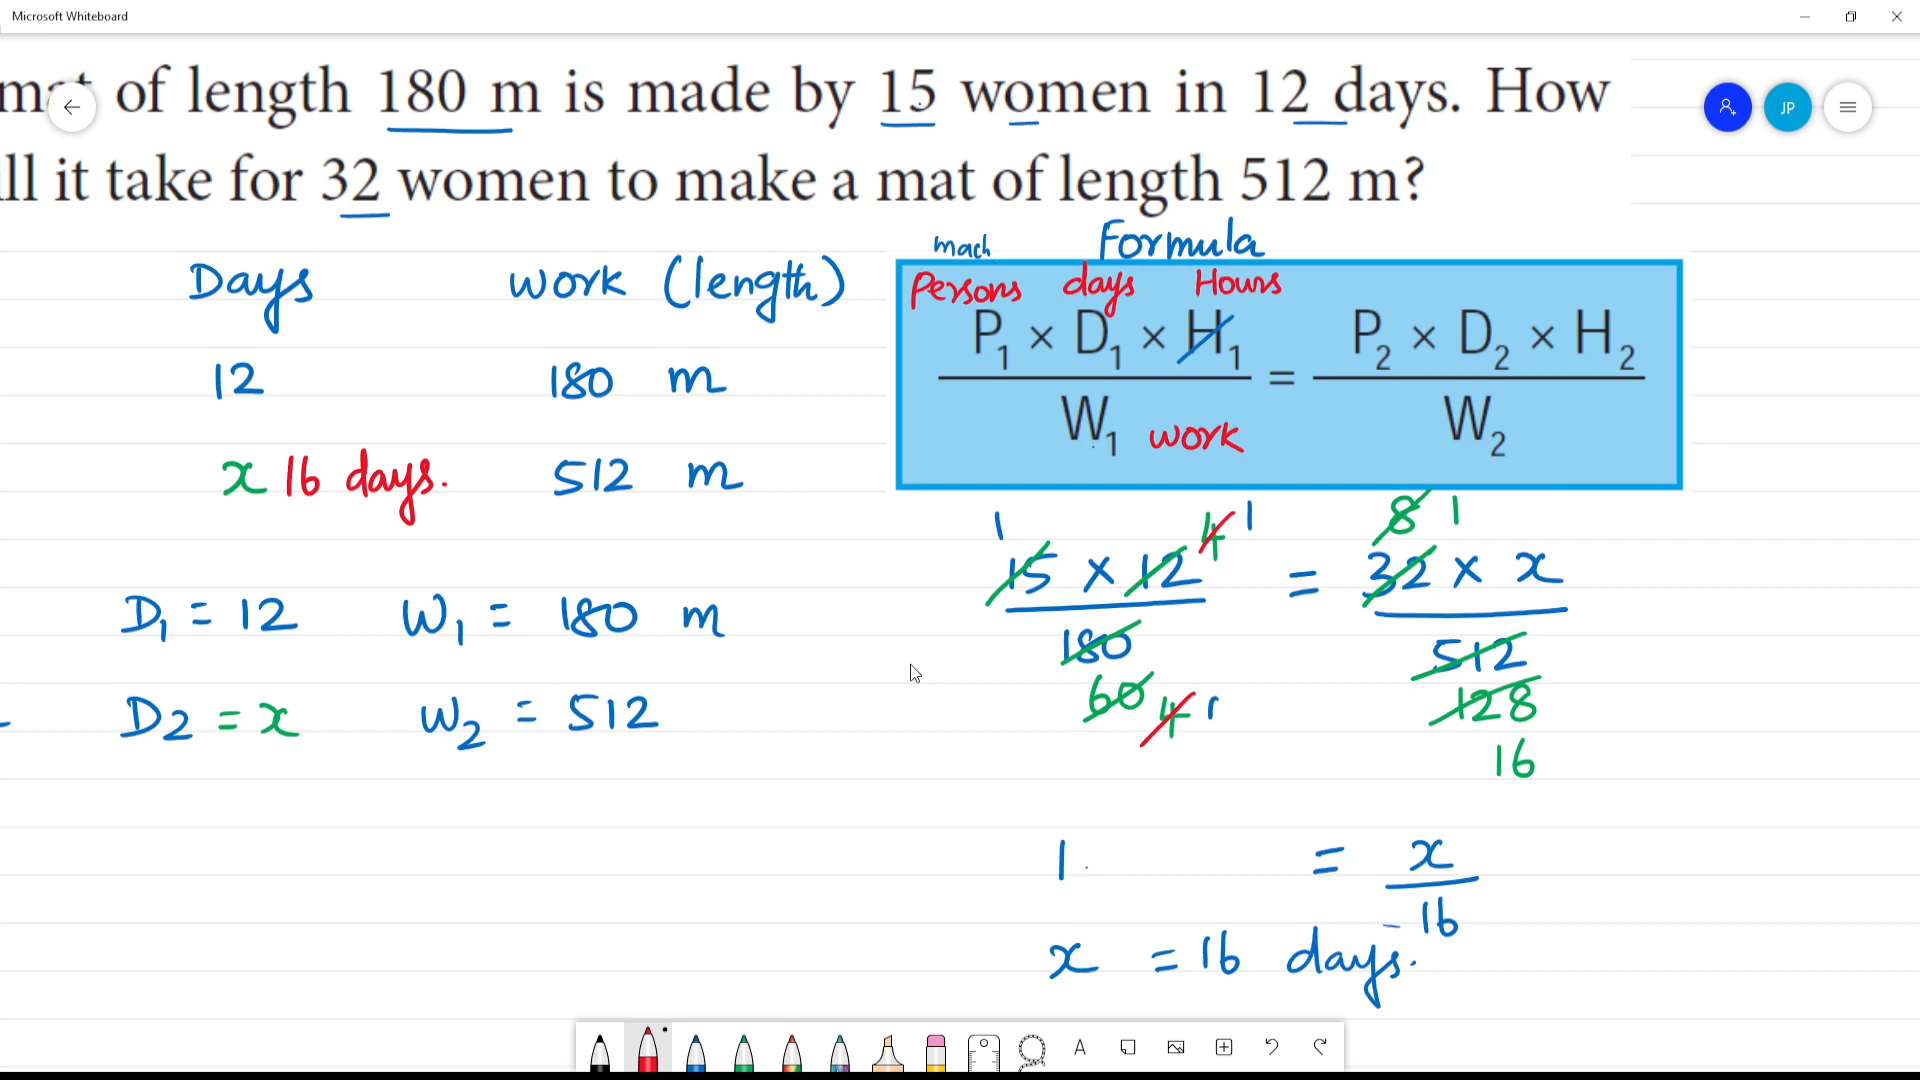 Microsoft Whiteboard
of length 180 m is made by 15 women in 12 days. How
ll it take for 32 women to make a mat of length 512 m?
JP
Days work (length)
12 180 m
x 16 days. 512 m
D1 = 12 W1 = 180 m
D2 = x W2 = 512
mach Formula
Persons days Hours
P1 × D1 × H1 = P2 × D2 × H2
W1 work W2
1 4 1 8 1
15 × 12 = 32 × x
180 512
60 4 1 128
16
1 = x
16
x = 16 days.
A